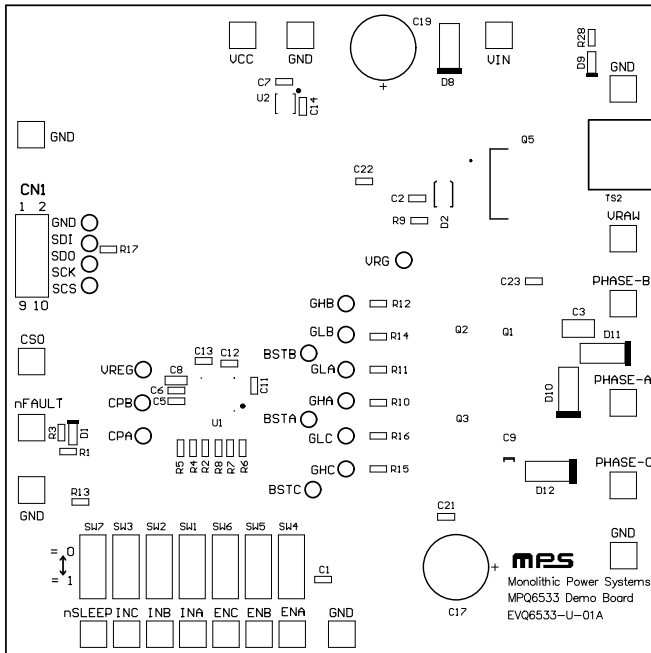 C19
R28
D9
VCC
GND
D8
VIN
GND
C7
U2
C14
GND
Q5
TS2
C22
C2
R9
D2
CN1
1 2
GND
SDI
SDO
SCK
SCS
R17
9 10
VRAW
VRG
C23
PHASE-B
GHB
R12
C3
GLB
R14
Q2
Q1
D11
CSO
C13
C12
BSTB
VREG
C8
GLA
R11
C6
C11
D10
PHASE-A
nFAULT
CPB
C5
GHA
R10
U1
BSTA
Q3
R3
D1
CPA
GLC
R16
C9
R1
R5
R4
R2
R8
R7
R6
GHC
R15
PHASE-C
D12
BSTC
GND
R13
C21
SW7
SW3
SW2
SW1
SW6
SW5
SW4
GND
= 0
= 1
C1
C17
mps
Monolithic Power Systems
MPQ6533 Demo Board
EVQ6533-U-01A
nSLEEP
INC
INB
INA
ENC
ENB
ENA
GND